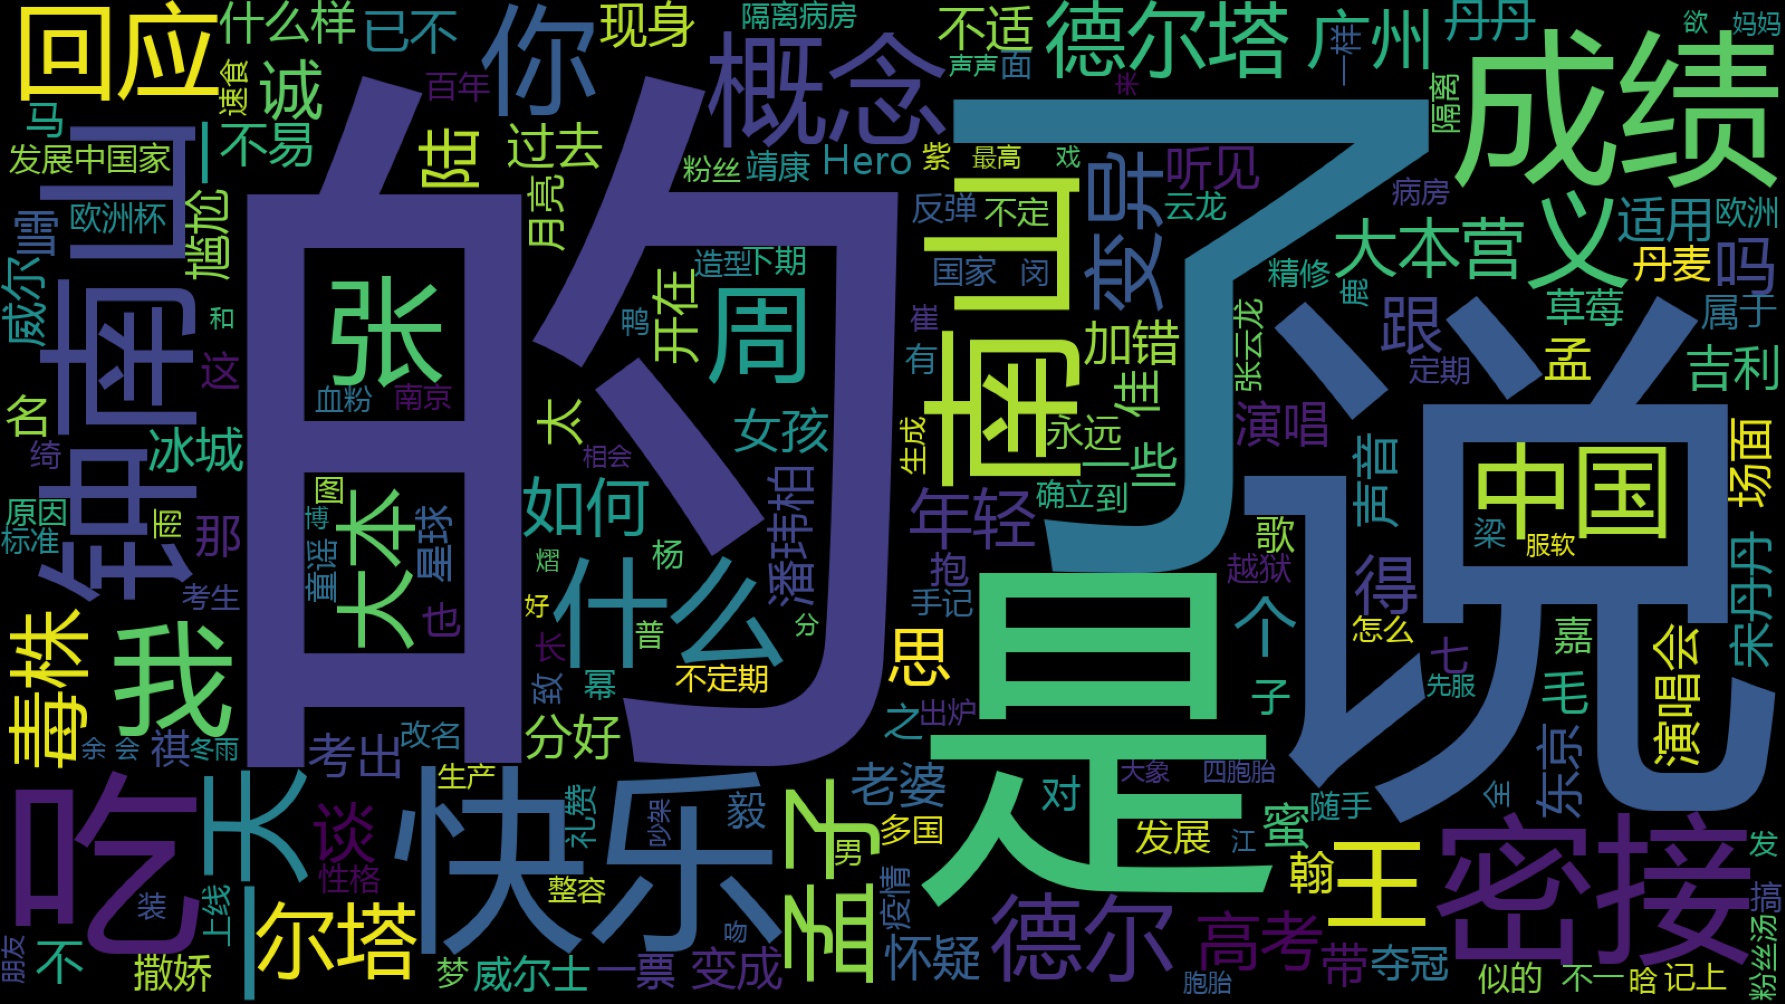 回应
什么样
已不
你
现身
隔离病房
不适
德尔塔
广州
一样
丹丹
欲
妈妈
速食
诚
百年
概念
声声
面
成绩
马
不易
陆
过去
粉丝
靖康
Hero
紫
最高
戏
了
隔离
发展中国家
钟南山
雪
欧洲杯
尴尬
月亮
的
反弹
不定
南山
变异
听见
云龙
病房
义
适用
欧洲
威尔
张
开在
造型
下期
周
国家
闵
大本营
精修
鹿
丹麦
吗
这
血粉
南京
鸭
崔
有
加错
佳
张云龙
跟
定期
孟
草莓
属于
吉利
名
绮
冰城
太
女孩
相会
生成
永远
一些
演唱
声音
说
中国
场面
原因
标准
雨
那
图
博
大本
星球
童谣
如何
潘玮柏
年轻
确立
到
歌
梁
服软
考生
也
熠
杨
什么
好
抱
手记
越狱
得
宋丹丹
毒株
我
长
普
分
致
幂
不定期
思
是
个
子
怎么
七
先服
嘉
毛
演唱会
余
会
祺
冬雨
考出
改名
分好
之
出炉
东京
吃
一天
谈
性格
生产
快乐
礼赞
吵架
毅
孟子
老婆
多国
男
对
大象
四胞胎
发展
江
蜜
随手
全
密接
发
装
上线
尔塔
整容
吻
疫情
怀疑
德尔
高考
翰
王
搞
朋友
不
撒娇
梦
威尔士
一票
变成
胞胎
带
夺冠
似的
不一
晗
记上
粉丝汤